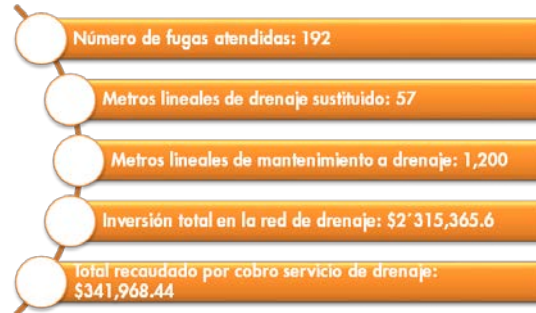 Número de fugas atendidas: 192
Metros lineales de drenaje sustituido: 57
Metros lineales de mantenimiento a drenaje: 1,200
Inversión total en la red de drenaje: $2´315,365.6
Total recaudado por cobro servicio de drenaje:
$341,968.44